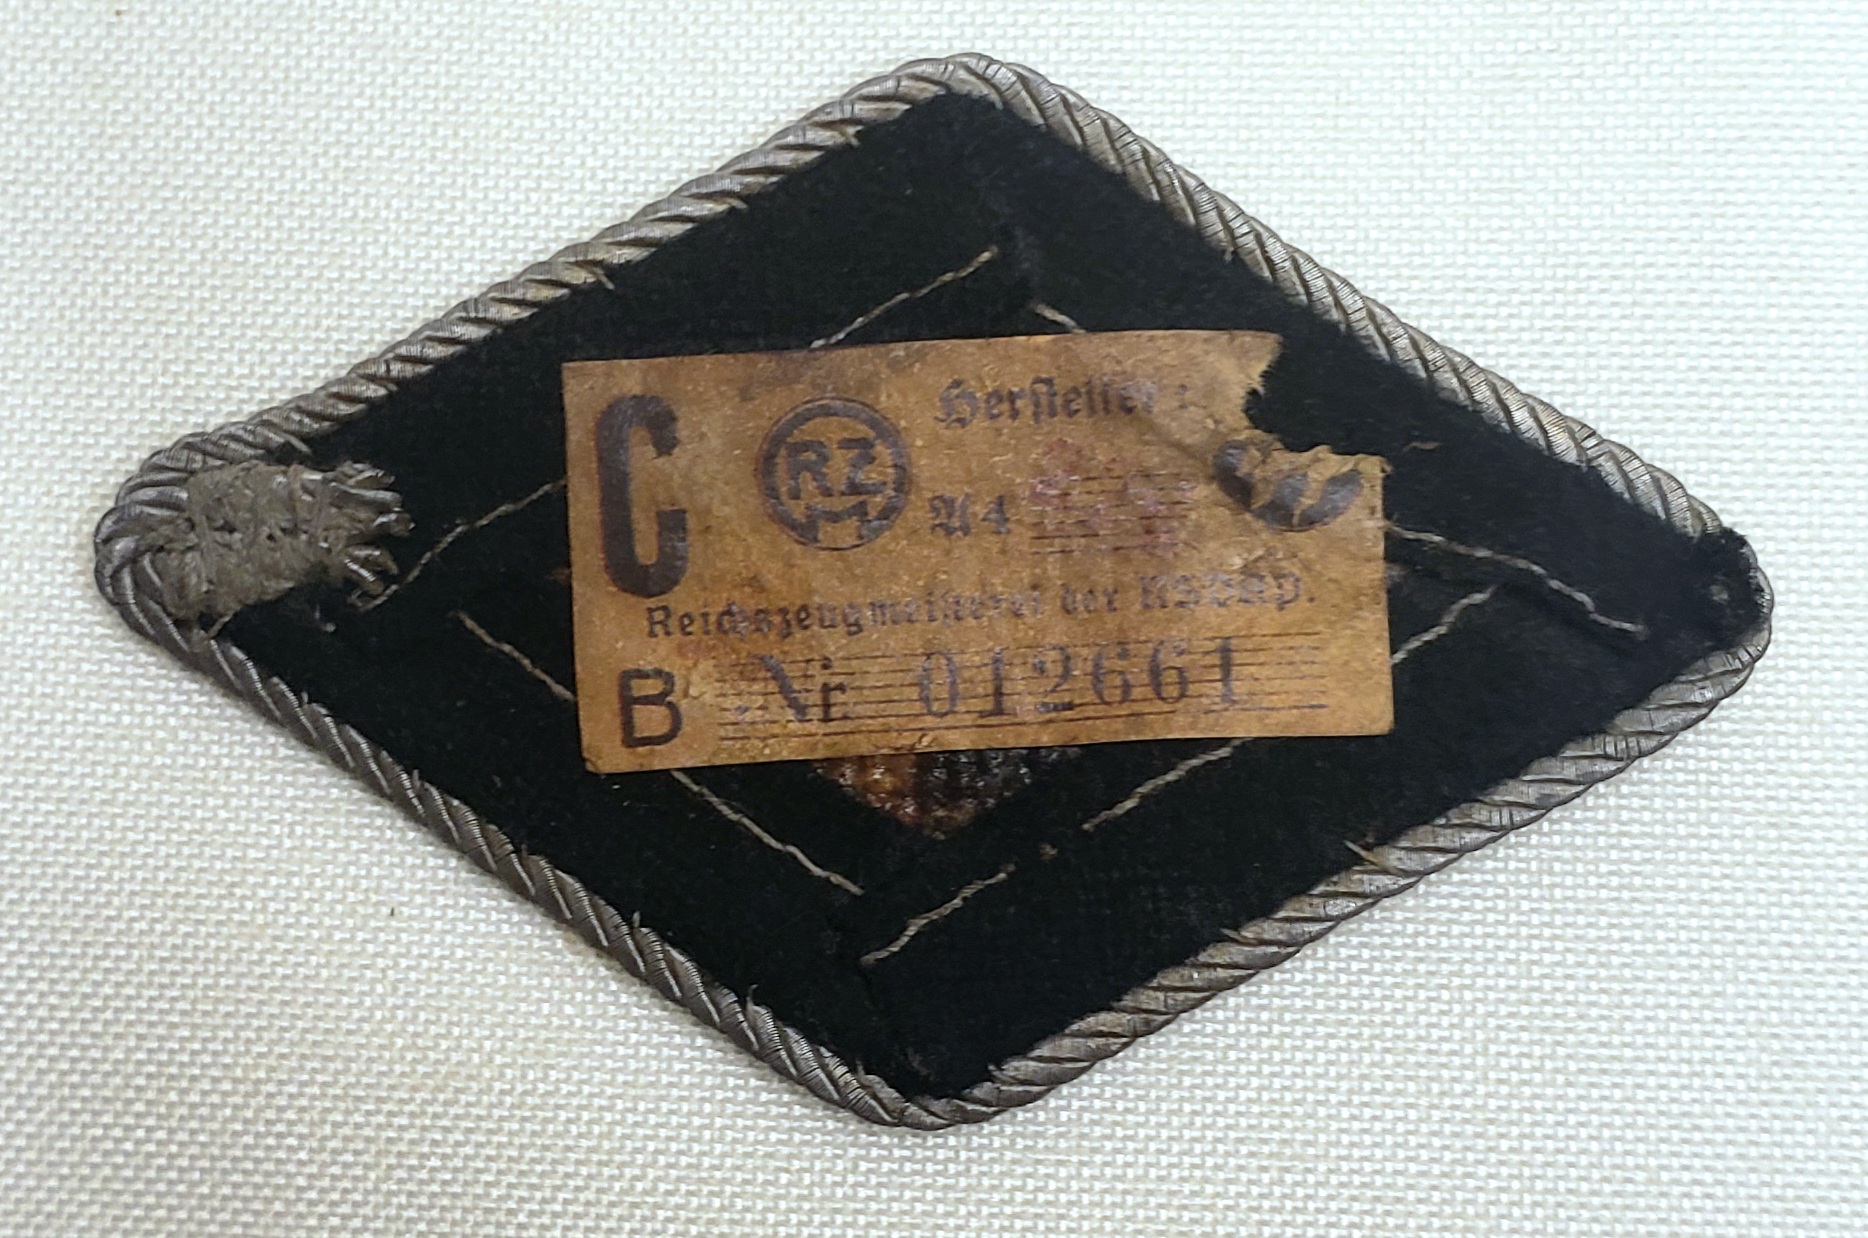 C
RZM
Hersteller:
A4
SS
Reichszeugmeisterei der NSDAP.
B Nr. 012661